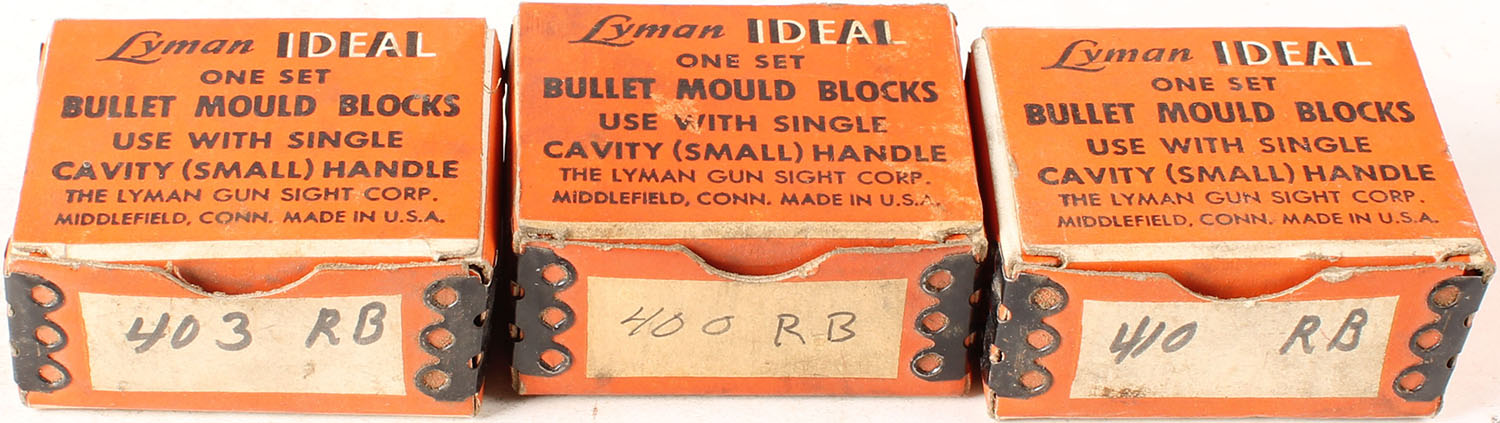 Lyman IDEAL
ONE SET
BULLET MOULD BLOCKS
USE WITH SINGLE
CAVITY (SMALL) HANDLE
THE LYMAN GUN SIGHT CORP.
MIDDLEFIELD, CONN. MADE IN U.S.A.
403 RB
Lyman IDEAL
ONE SET
BULLET MOULD BLOCKS
USE WITH SINGLE
CAVITY (SMALL) HANDLE
THE LYMAN GUN SIGHT CORP.
MIDDLEFIELD, CONN. MADE IN U.S.A.
400 RB
Lyman IDEAL
ONE SET
BULLET MOULD BLOCKS
USE WITH SINGLE
CAVITY (SMALL) HANDLE
THE LYMAN GUN SIGHT CORP.
MIDDLEFIELD, CONN. MADE IN U.S.A.
410 RB